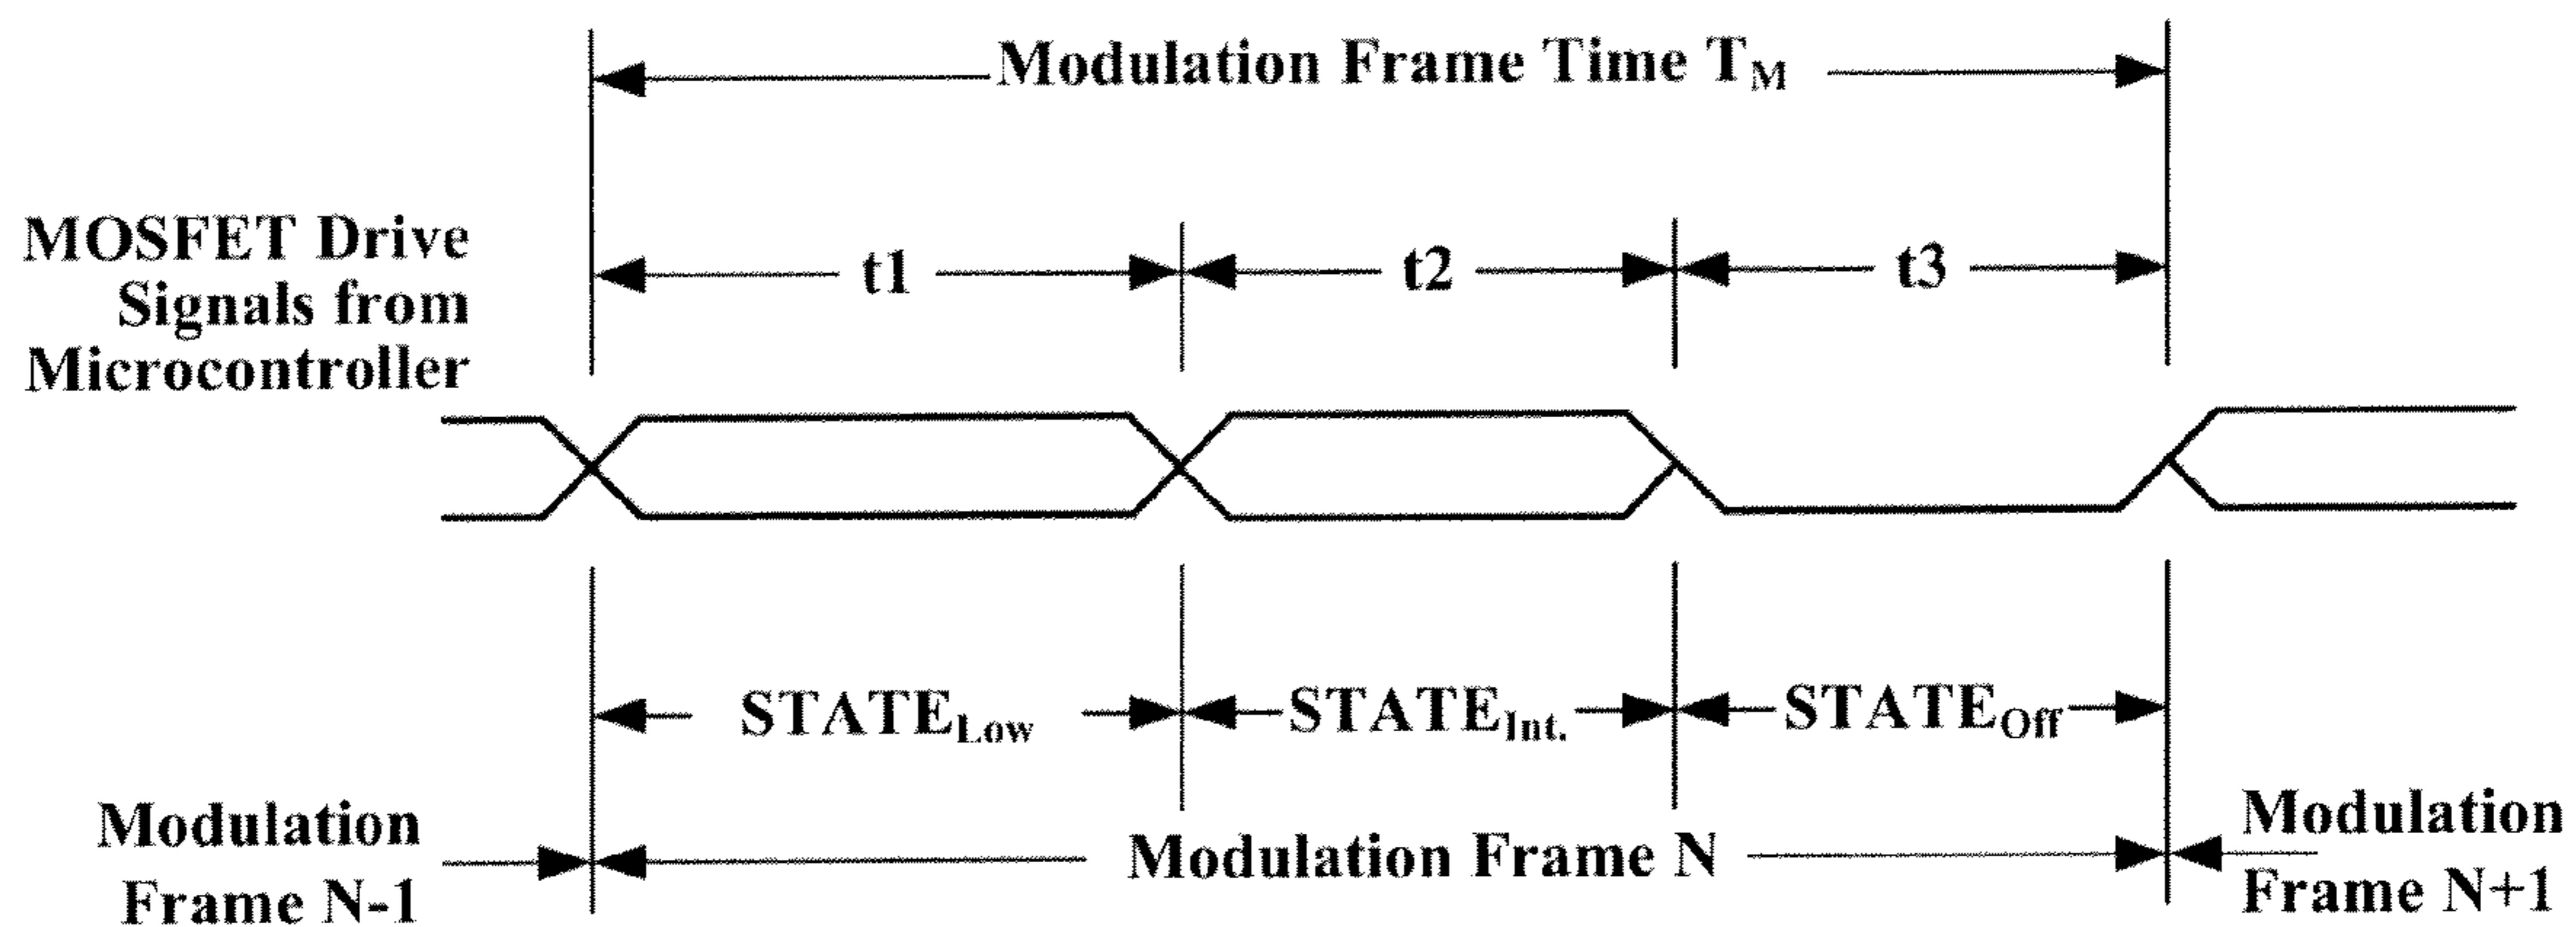 Modulation Frame Time TM
MOSFET Drive
Signals from
Microcontroller
t1
t2
t3
STATELow
STATEInt.
STATEOff
Modulation
Frame N-1
Modulation Frame N
Modulation
Frame N+1